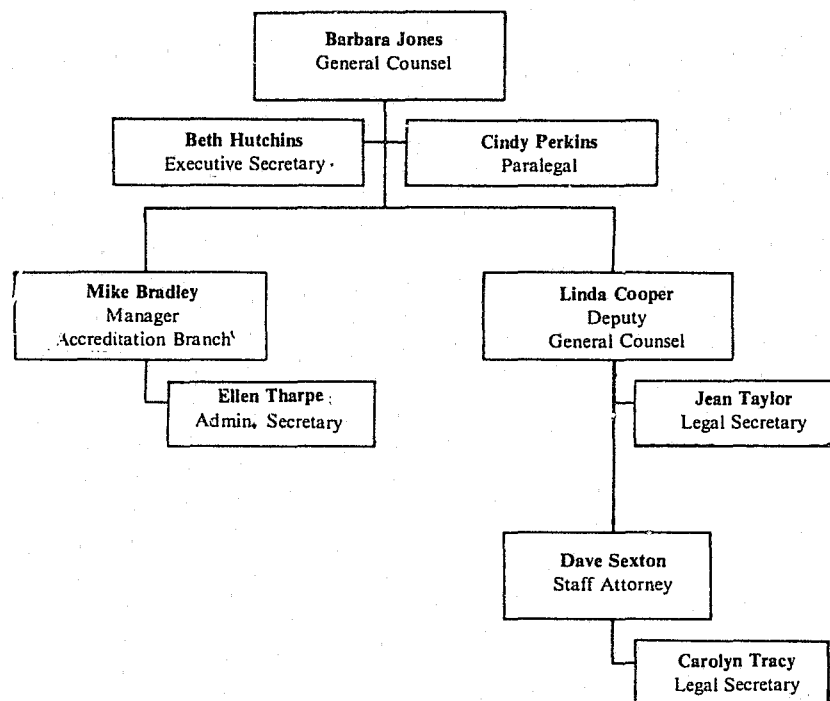 Barbara Jones
General Counsel
Beth Hutchins
Executive Secretary
Cindy Perkins
Paralegal
Mike Bradley
Manager
Accreditation Branch
Linda Cooper
Deputy
General Counsel
Ellen Tharpe
Admin. Secretary
Jean Taylor
Legal Secretary
Dave Sexton
Staff Attorney
Carolyn Tracy
Legal Secretary